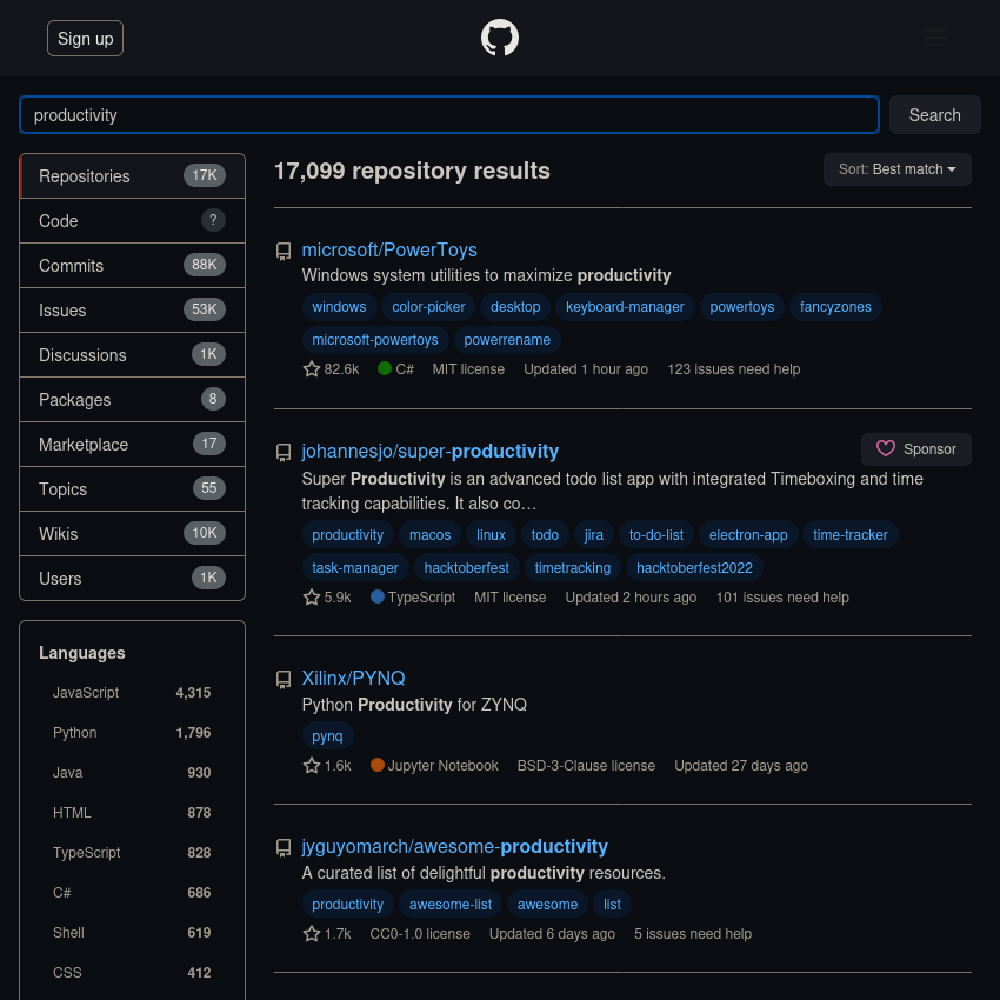 Sign up
productivity
Search
Repositories 17K
Code ?
Commits 88K
Issues 53K
Discussions 1K
Packages 8
Marketplace 17
Topics 55
Wikis 10K
Users 1K
Languages
JavaScript 4,315
Python 1,796
Java 930
HTML 878
TypeScript 828
C# 686
Shell 619
CSS 412
17,099 repository results
Sort: Best match
microsoft/PowerToys
Windows system utilities to maximize productivity
windows color-picker desktop keyboard-manager powertoys fancyzones
microsoft-powertoys powerrename
82.6k C# MIT license Updated 1 hour ago 123 issues need help
johannesjo/super-productivity
Sponsor
Super Productivity is an advanced todo list app with integrated Timeboxing and time
tracking capabilities. It also co…
productivity macos linux todo jira to-do-list electron-app time-tracker
task-manager hacktoberfest timetracking hacktoberfest2022
5.9k TypeScript MIT license Updated 2 hours ago 101 issues need help
Xilinx/PYNQ
Python Productivity for ZYNQ
pynq
1.6k Jupyter Notebook BSD-3-Clause license Updated 27 days ago
jyguyomarch/awesome-productivity
A curated list of delightful productivity resources.
productivity awesome-list awesome list
1.7k CC0-1.0 license Updated 6 days ago 5 issues need help